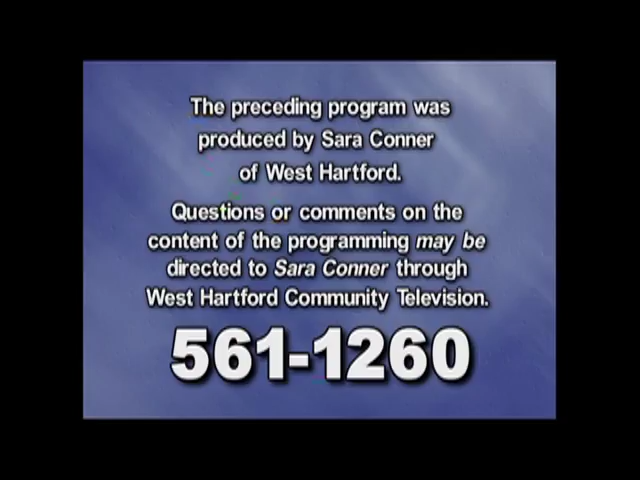 The preceding program was
produced by Sara Conner
of West Hartford.
Questions or comments on the
content of the programming may be
directed to Sara Conner through
West Hartford Community Television.
561-1260